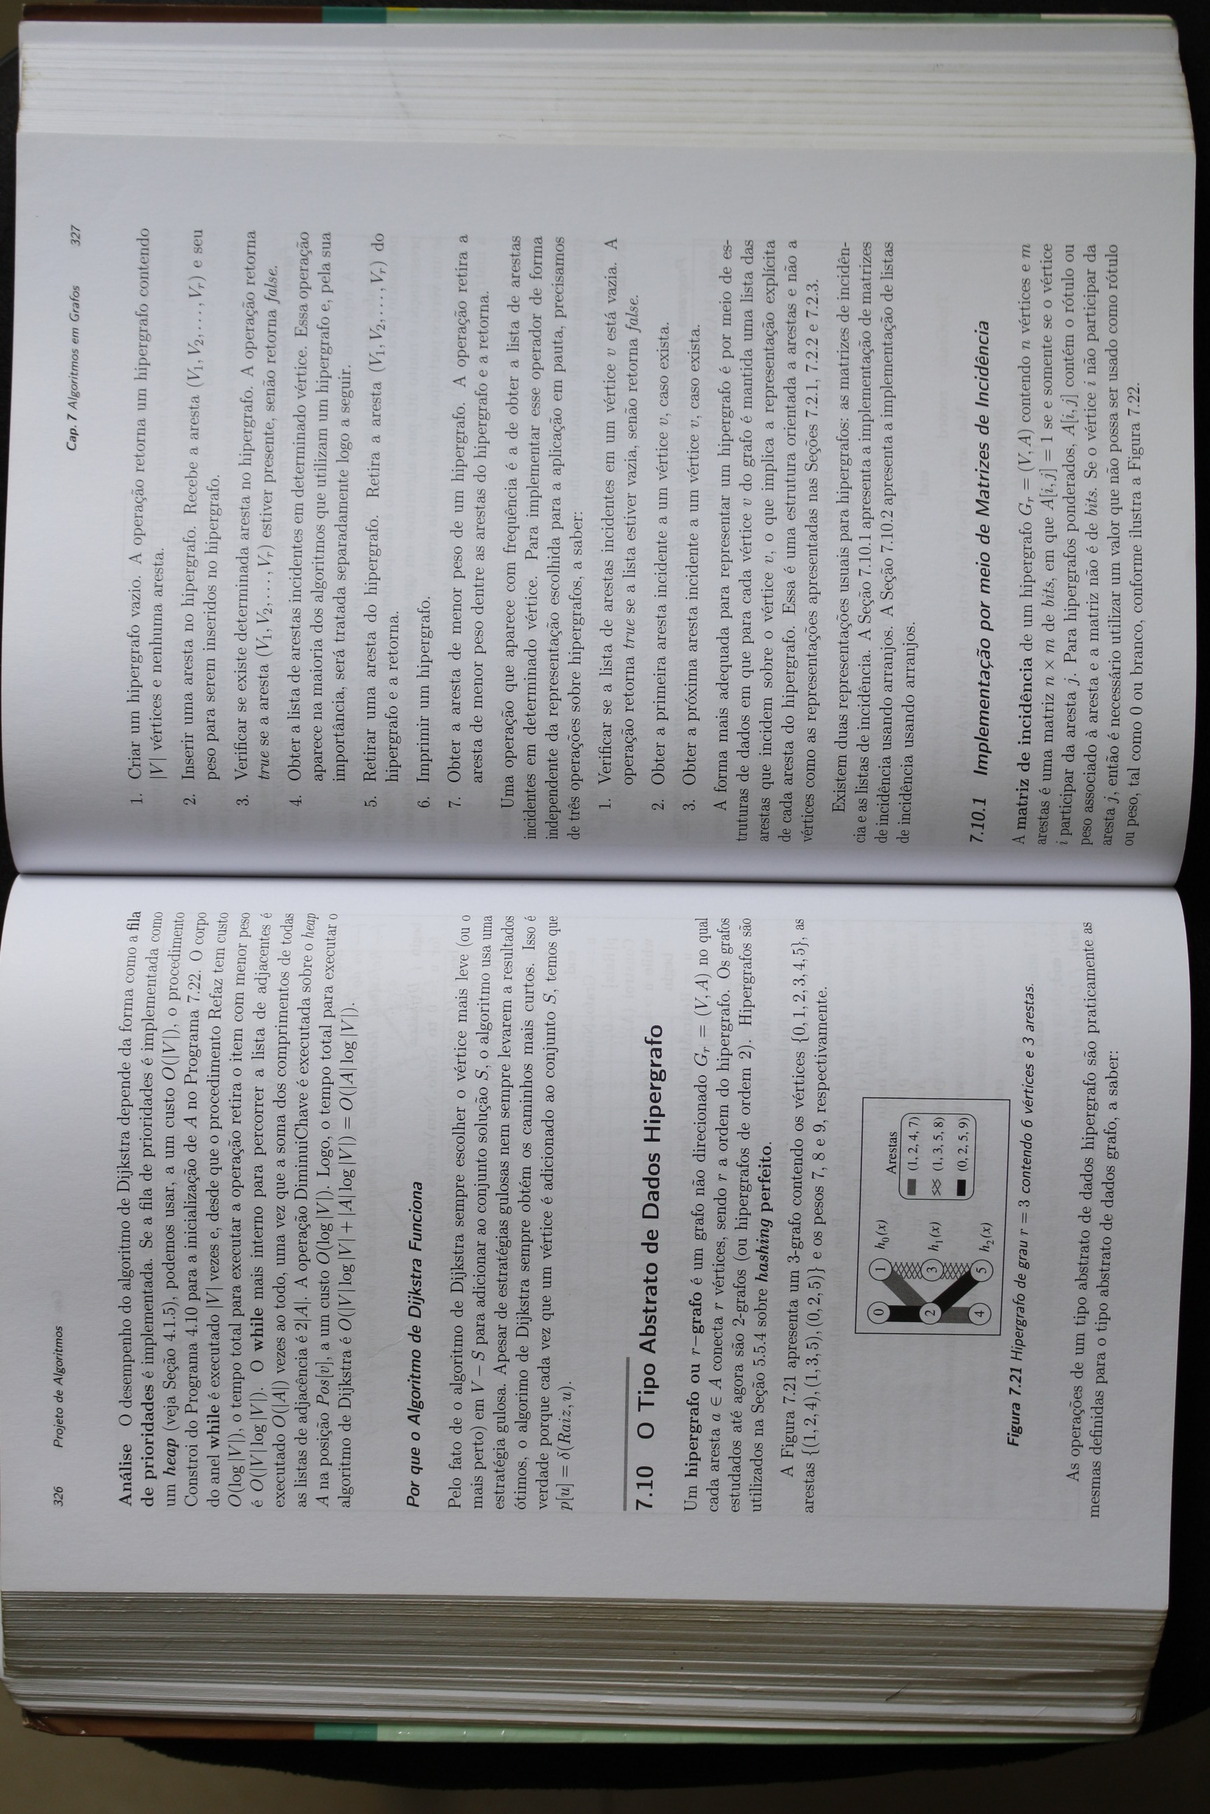 326 Projeto de Algoritmos
Análise O desempenho do algoritmo de Dijkstra depende da forma como a fila
de prioridades é implementada. Se a fila de prioridades é implementada como
um heap (veja Seção 4.1.5), podemos usar, a um custo O(|V|), o procedimento
Constroi do Programa 4.10 para a inicialização de A no Programa 7.22. O corpo
do anel while é executado |V| vezes e, desde que o procedimento Refaz tem custo
O(log |V|), o tempo total para executar a operação retira o item com menor peso
é O(|V| log |V|). O while mais interno para percorrer a lista de adjacentes é
executado O(|A|) vezes ao todo, uma vez que a soma dos comprimentos de todas
as listas de adjacência é 2|A|. A operação DiminuiChave é executada sobre o heap
A na posição Pos[v], a um custo O(log |V|). Logo, o tempo total para executar o
algoritmo de Dijkstra é O(|V| log |V| + |A| log |V|) = O(|A| log |V|).
Por que o Algoritmo de Dijkstra Funciona
Pelo fato de o algoritmo de Dijkstra sempre escolher o vértice mais leve (ou o
mais perto) em V − S para adicionar ao conjunto solução S, o algoritmo usa uma
estratégia gulosa. Apesar de estratégias gulosas nem sempre levarem a resultados
ótimos, o algorimo de Dijkstra sempre obtém os caminhos mais curtos. Isso é
verdade porque cada vez que um vértice é adicionado ao conjunto S, temos que
p[u] = δ(Raiz, u).
7.10 O Tipo Abstrato de Dados Hipergrafo
Um hipergrafo ou r−grafo é um grafo não direcionado Gr = (V, A) no qual
cada aresta a ∈ A conecta r vértices, sendo r a ordem do hipergrafo. Os grafos
estudados até agora são 2-grafos (ou hipergrafos de ordem 2). Hipergrafos são
utilizados na Seção 5.5.4 sobre hashing perfeito.
A Figura 7.21 apresenta um 3-grafo contendo os vértices {0, 1, 2, 3, 4, 5}, as
arestas {(1, 2, 4), (1, 3, 5), (0, 2, 5)} e os pesos 7, 8 e 9, respectivamente.
0 1 h0(x)
2 3 h1(x)
4 5 h2(x)
Arestas
(1, 2, 4, 7)
(1, 3, 5, 8)
(0, 2, 5, 9)
Figura 7.21 Hipergrafo de grau r = 3 contendo 6 vértices e 3 arestas.
As operações de um tipo abstrato de dados hipergrafo são praticamente as
mesmas definidas para o tipo abstrato de dados grafo, a saber:
Cap. 7 Algoritmos em Grafos 327
1. Criar um hipergrafo vazio. A operação retorna um hipergrafo contendo
|V| vértices e nenhuma aresta.
2. Inserir uma aresta no hipergrafo. Recebe a aresta (V1, V2, . . . , Vr) e seu
peso para serem inseridos no hipergrafo.
3. Verificar se existe determinada aresta no hipergrafo. A operação retorna
true se a aresta (V1, V2, . . . , Vr) estiver presente, senão retorna false.
4. Obter a lista de arestas incidentes em determinado vértice. Essa operação
aparece na maioria dos algoritmos que utilizam um hipergrafo e, pela sua
importância, será tratada separadamente logo a seguir.
5. Retirar uma aresta do hipergrafo. Retira a aresta (V1, V2, . . . , Vr) do
hipergrafo e a retorna.
6. Imprimir um hipergrafo.
7. Obter a aresta de menor peso de um hipergrafo. A operação retira a
aresta de menor peso dentre as arestas do hipergrafo e a retorna.
Uma operação que aparece com frequência é a de obter a lista de arestas
incidentes em determinado vértice. Para implementar esse operador de forma
independente da representação escolhida para a aplicação em pauta, precisamos
de três operações sobre hipergrafos, a saber:
1. Verificar se a lista de arestas incidentes em um vértice v está vazia. A
operação retorna true se a lista estiver vazia, senão retorna false.
2. Obter a primeira aresta incidente a um vértice v, caso exista.
3. Obter a próxima aresta incidente a um vértice v, caso exista.
A forma mais adequada para representar um hipergrafo é por meio de es-
truturas de dados em que para cada vértice v do grafo é mantida uma lista das
arestas que incidem sobre o vértice v, o que implica a representação explícita
de cada aresta do hipergrafo. Essa é uma estrutura orientada a arestas e não a
vértices como as representações apresentadas nas Seções 7.2.1, 7.2.2 e 7.2.3.
Existem duas representações usuais para hipergrafos: as matrizes de incidên-
cia e as listas de incidência. A Seção 7.10.1 apresenta a implementação de matrizes
de incidência usando arranjos. A Seção 7.10.2 apresenta a implementação de listas
de incidência usando arranjos.
7.10.1 Implementação por meio de Matrizes de Incidência
A matriz de incidência de um hipergrafo Gr = (V, A) contendo n vértices e m
arestas é uma matriz n × m de bits, em que A[i, j] = 1 se e somente se o vértice
i participar da aresta j. Para hipergrafos ponderados, A[i, j] contém o rótulo ou
peso associado à aresta e a matriz não é de bits. Se o vértice i não participar da
aresta j, então é necessário utilizar um valor que não possa ser usado como rótulo
ou peso, tal como 0 ou branco, conforme ilustra a Figura 7.22.